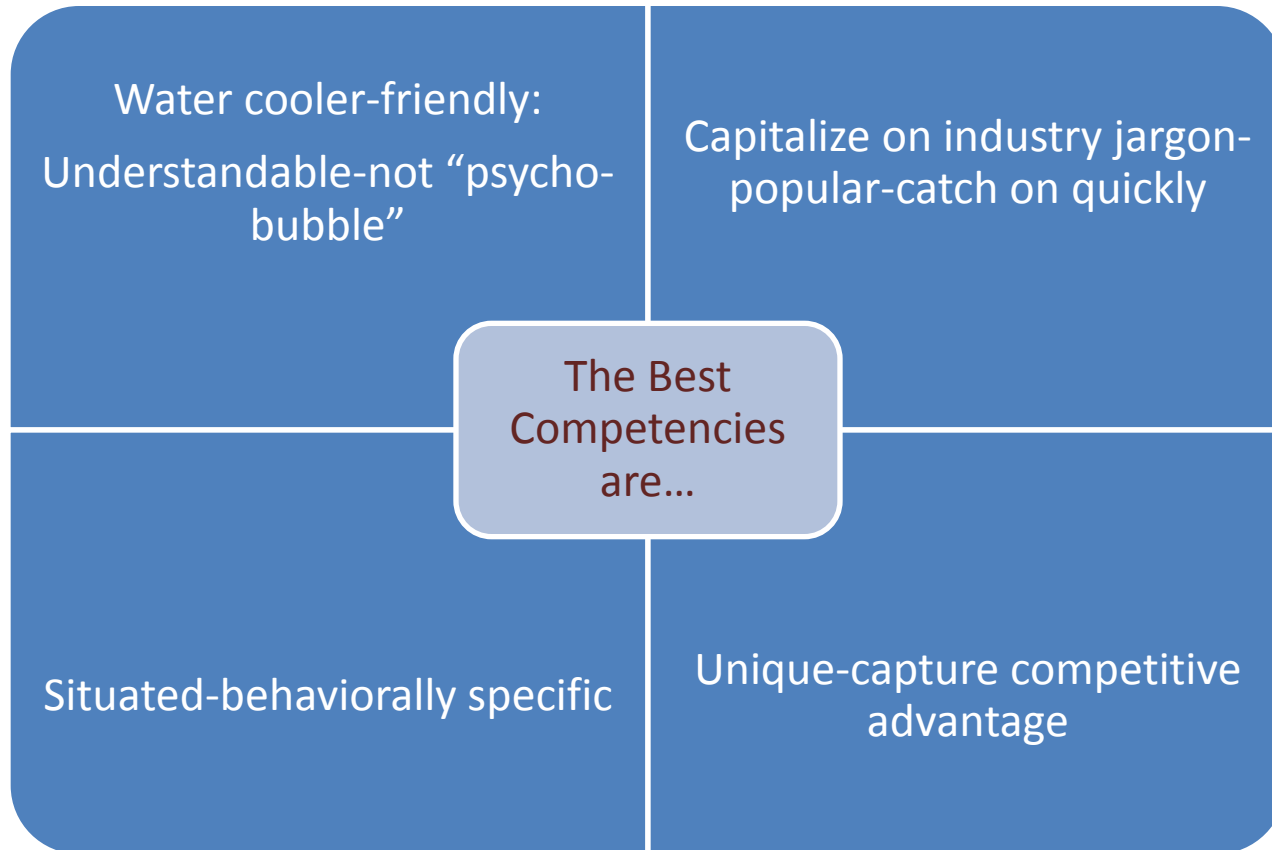 Water cooler-friendly:
Understandable-not “psycho-
bubble”
Capitalize on industry jargon-
popular-catch on quickly
The Best
Competencies
are…
Situated-behaviorally specific
Unique-capture competitive
advantage